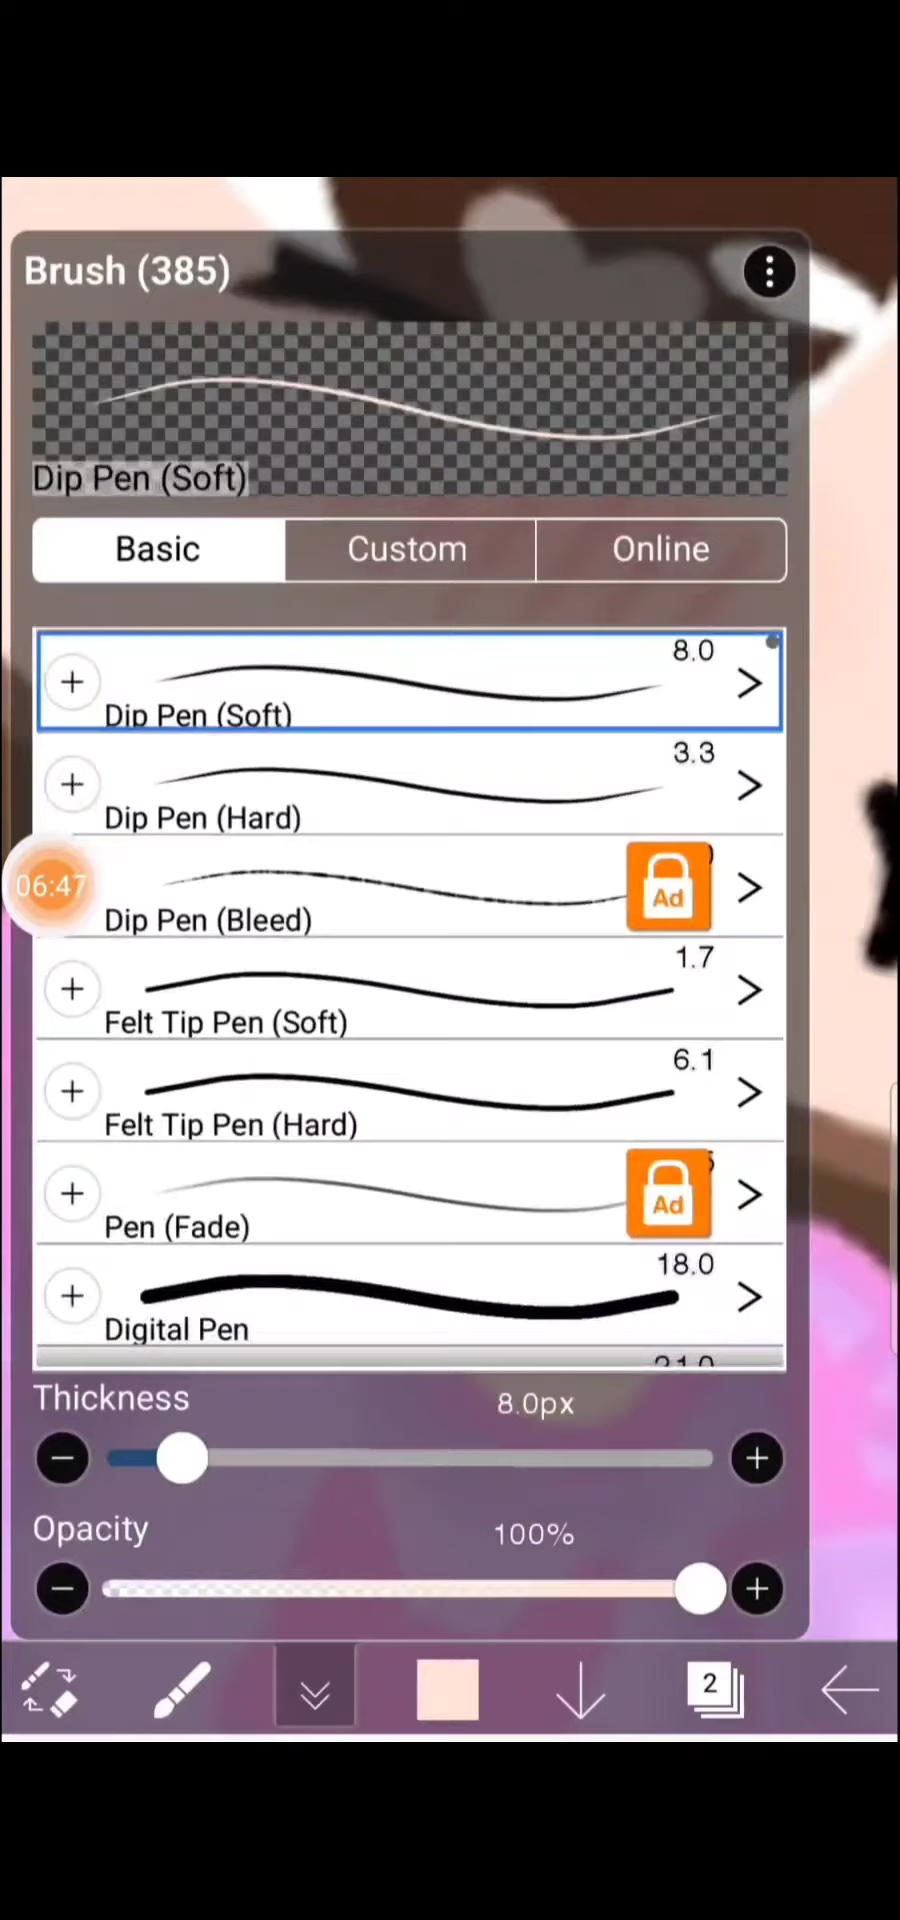 Brush (385)
Dip Pen (Soft)
Basic Custom Online
8.0
Dip Pen (Soft)
3.3
Dip Pen (Hard)
06:47
Ad
Dip Pen (Bleed)
1.7
Felt Tip Pen (Soft)
6.1
Felt Tip Pen (Hard)
Ad
Pen (Fade)
18.0
Digital Pen
Thickness 8.0px
Opacity 100%
2